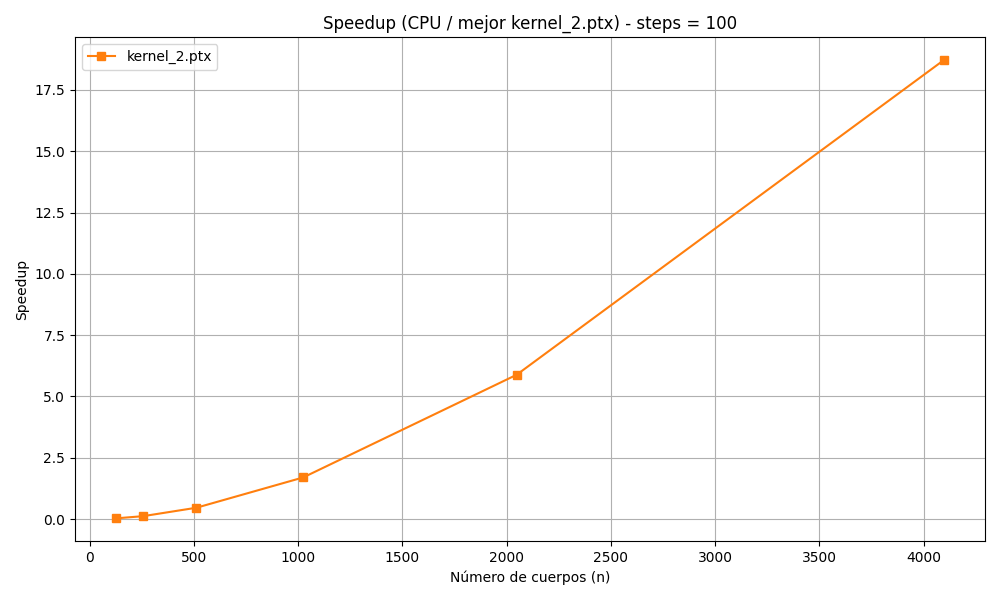 Speedup (CPU / mejor kernel_2.ptx) - steps = 100
kernel_2.ptx
17.5
15.0
12.5
10.0
7.5
5.0
2.5
0.0
Speedup
0 500 1000 1500 2000 2500 3000 3500 4000
Número de cuerpos (n)